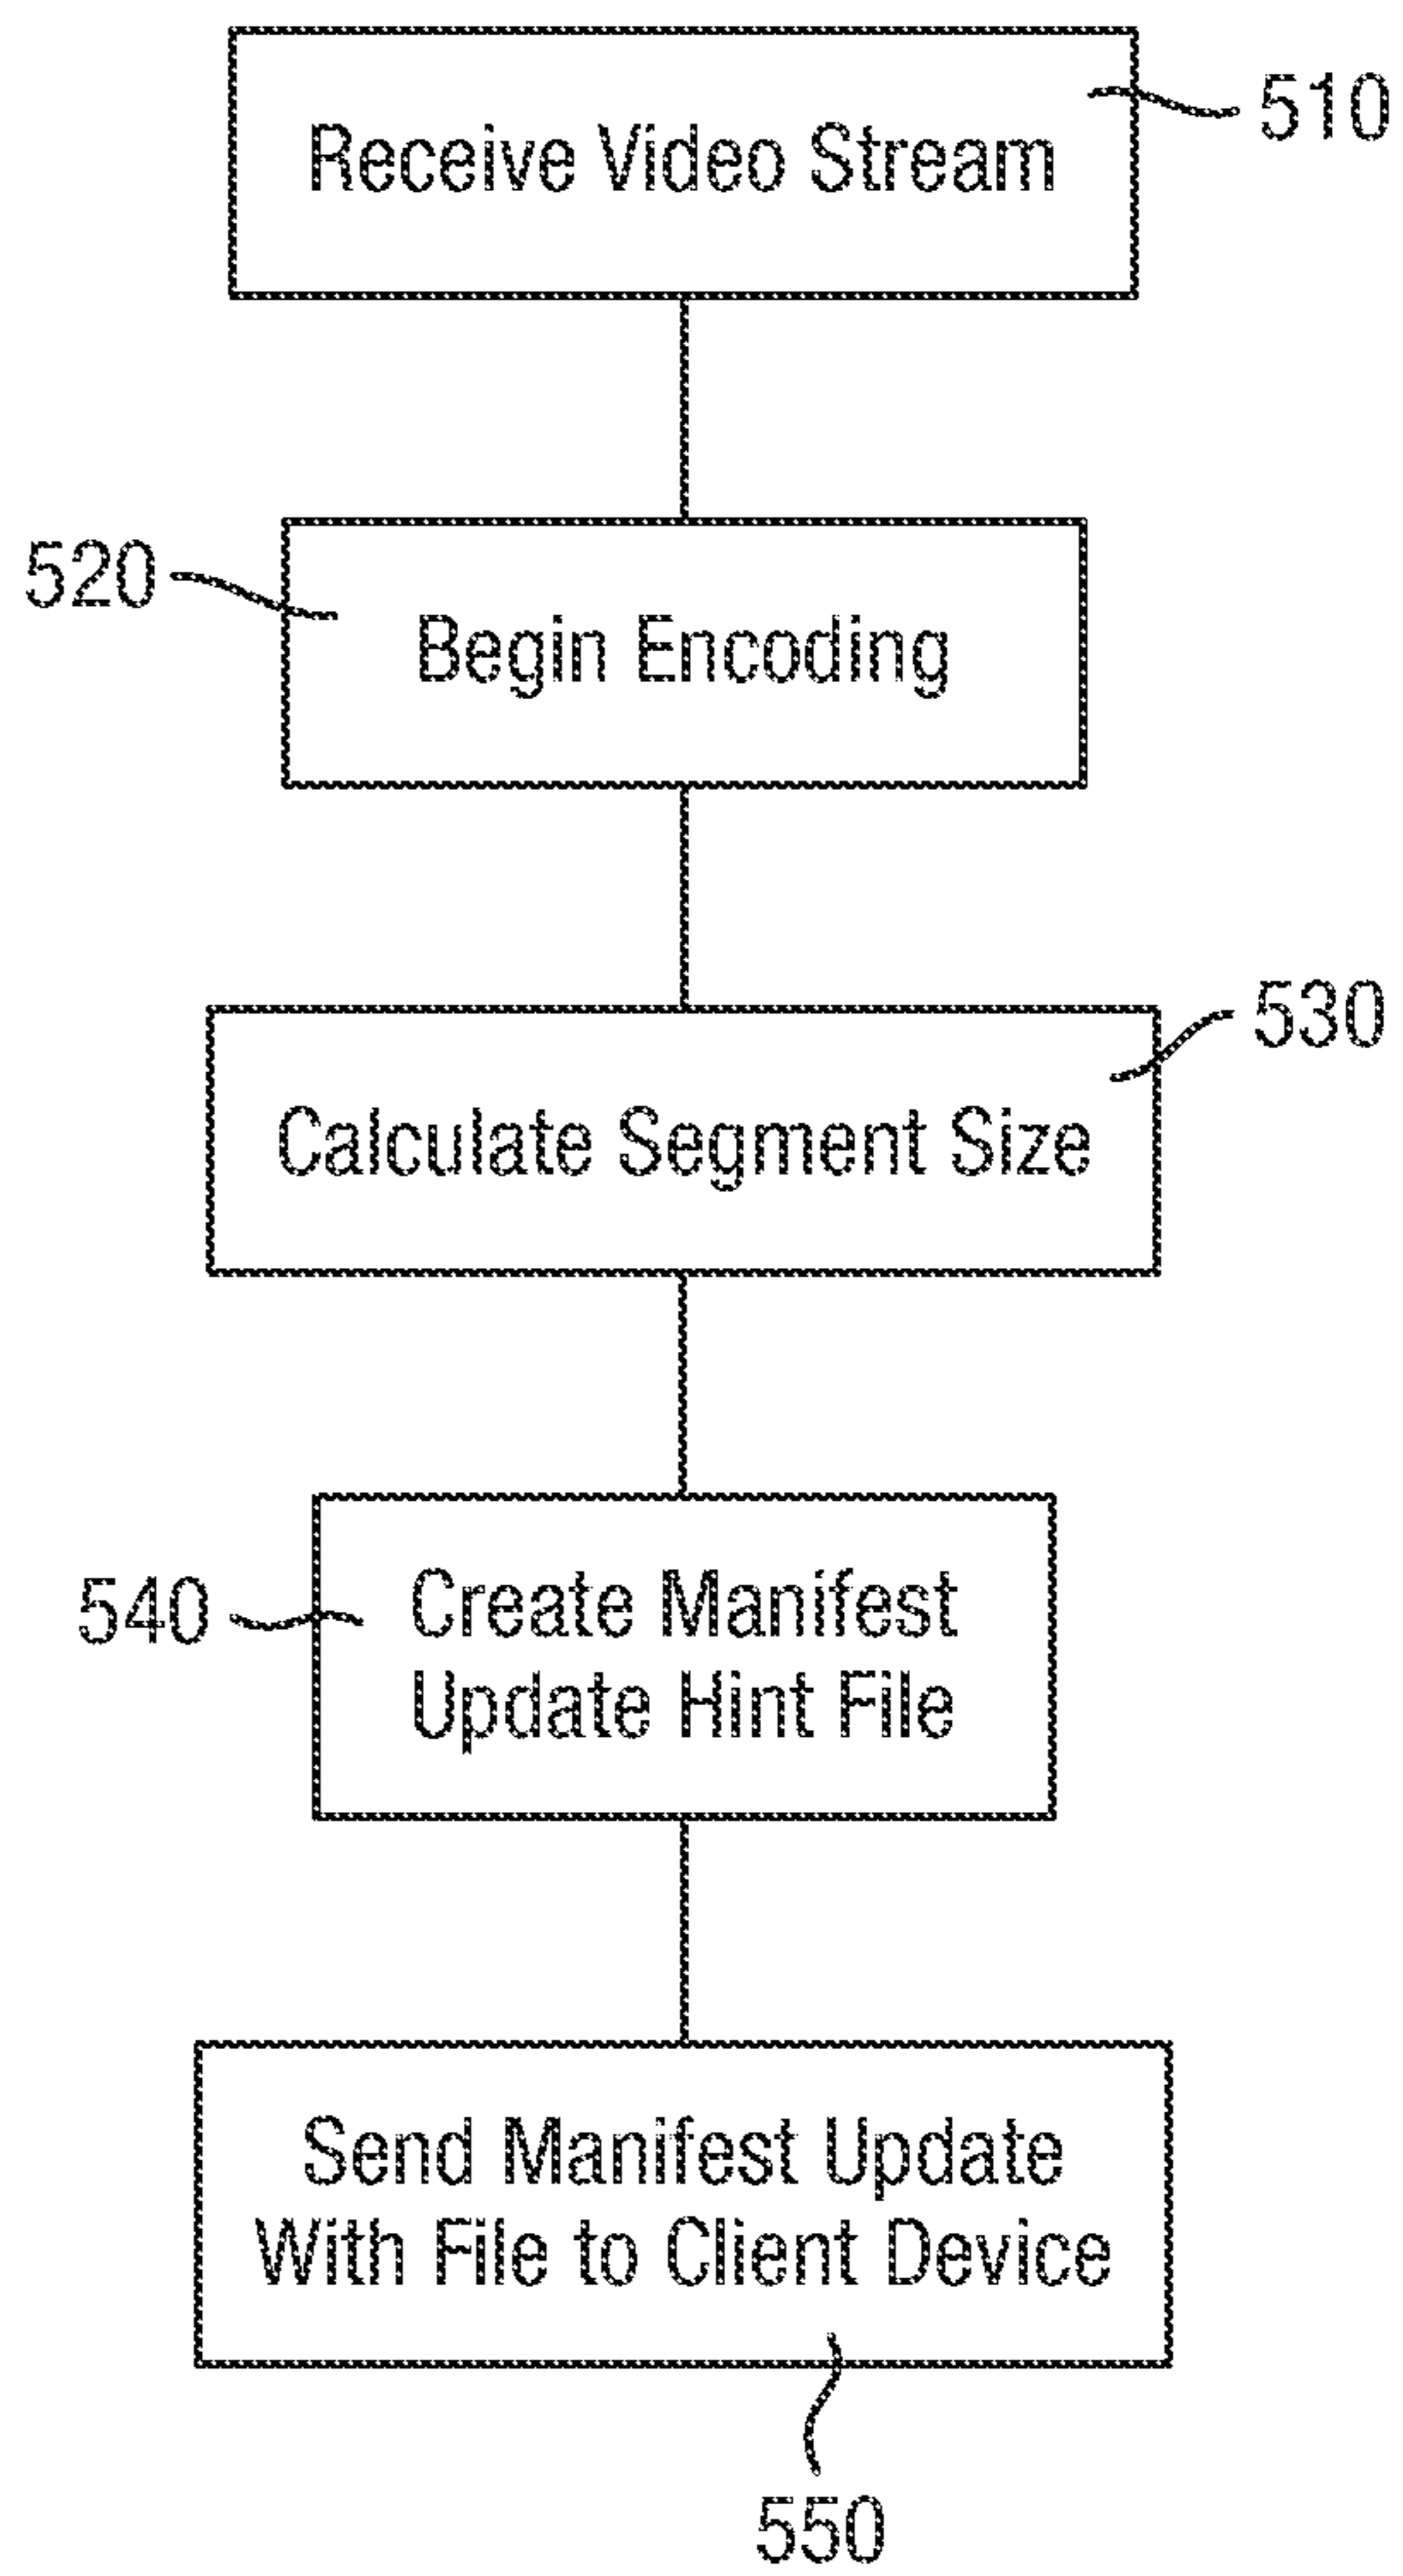 Receive Video Stream
510
520
Begin Encoding
530
Calculate Segment Size
540
Create Manifest
Update Hint File
Send Manifest Update
With File to Client Device
550